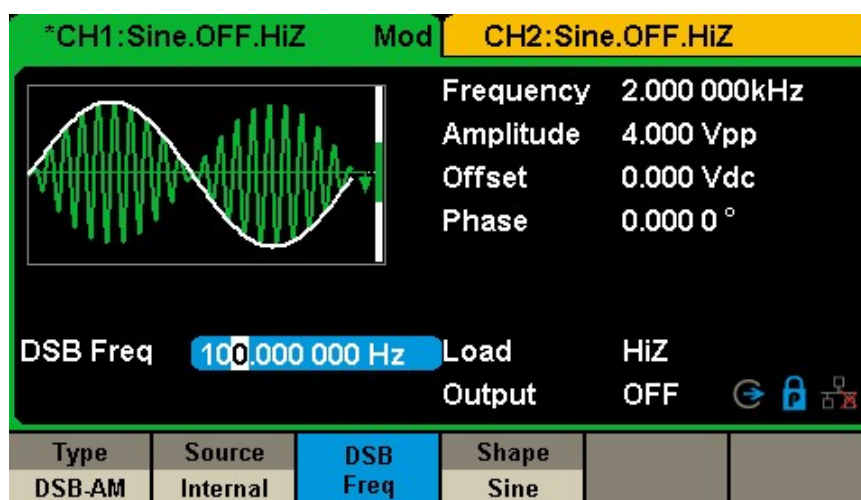 *CH1:Sine.OFF.HiZ Mod CH2:Sine.OFF.HiZ
Frequency 2.000 000kHz
Amplitude 4.000 Vpp
Offset 0.000 Vdc
Phase 0.000 0 °
DSB Freq 100.000 000 Hz Load HiZ
Output OFF P
Type Source DSB Freq Shape
DSB-AM Internal Sine